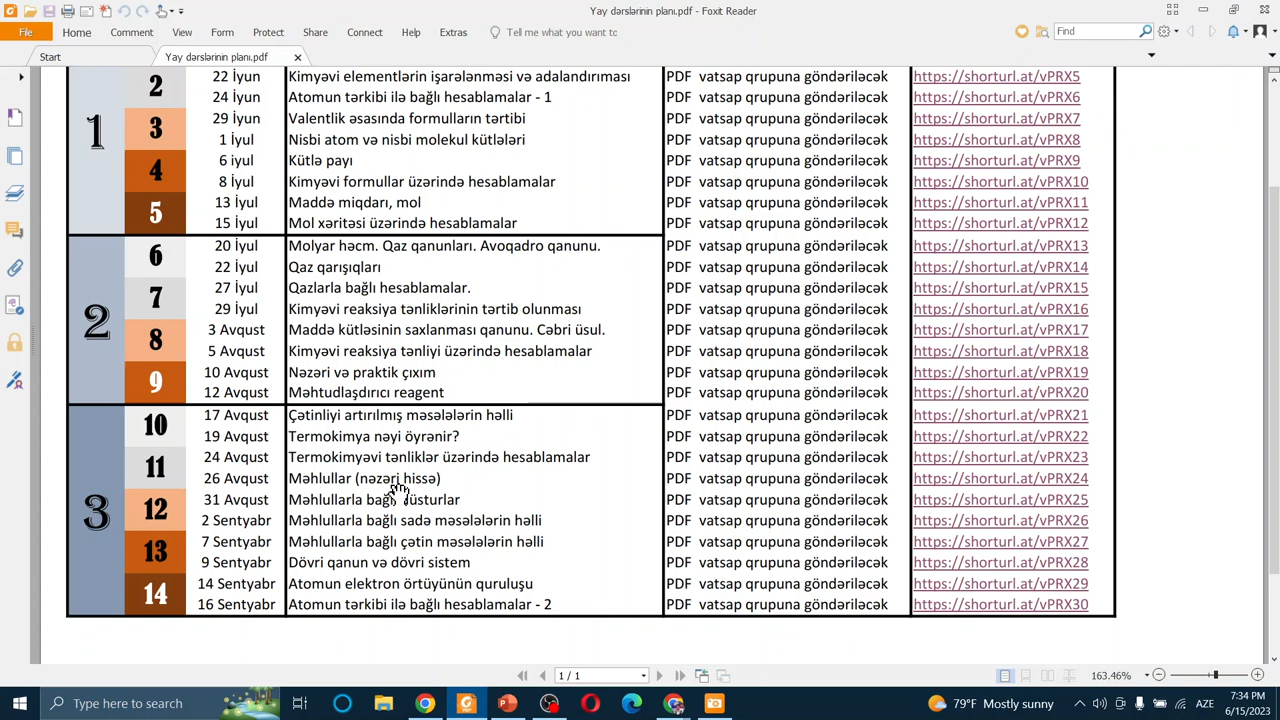 Yay dərslərinin planı.pdf - Foxit Reader
File Home Comment View Form Protect Share Connect Help Extras Tell me what you want to Find
Start Yay dərslərinin planı.pdf
1
2 22 İyun Kimyəvi elementlərin işarələnməsi və adalandırıması PDF vatsap qrupuna göndəriləcək https://shorturl.at/vPRX5
24 İyun Atomun tərkibi ilə bağlı hesablamalar - 1 PDF vatsap qrupuna göndəriləcək https://shorturl.at/vPRX6
3 29 İyun Valentlik əsasında formulların tərtibi PDF vatsap qrupuna göndəriləcək https://shorturl.at/vPRX7
1 İyul Nisbi atom və nisbi molekul kütlələri PDF vatsap qrupuna göndəriləcək https://shorturl.at/vPRX8
4 6 iyul Kütlə payı PDF vatsap qrupuna göndəriləcək https://shorturl.at/vPRX9
8 İyul Kimyəvi formullar üzərində hesablamalar PDF vatsap qrupuna göndəriləcək https://shorturl.at/vPRX10
5 13 İyul Maddə miqdarı, mol PDF vatsap qrupuna göndəriləcək https://shorturl.at/vPRX11
15 İyul Mol xəritəsi üzərində hesablamalar PDF vatsap qrupuna göndəriləcək https://shorturl.at/vPRX12
2
6 20 İyul Molyar həcm. Qaz qanunları. Avoqadro qanunu. PDF vatsap qrupuna göndəriləcək https://shorturl.at/vPRX13
22 İyul Qaz qarışıqları PDF vatsap qrupuna göndəriləcək https://shorturl.at/vPRX14
7 27 İyul Qazlarla bağlı hesablamalar. PDF vatsap qrupuna göndəriləcək https://shorturl.at/vPRX15
29 İyul Kimyəvi reaksiya tənliklərinin tərtib olunması PDF vatsap qrupuna göndəriləcək https://shorturl.at/vPRX16
8 3 Avqust Maddə kütləsinin saxlanması qanunu. Cəbri üsul. PDF vatsap qrupuna göndəriləcək https://shorturl.at/vPRX17
5 Avqust Kimyəvi reaksiya tənliyi üzərində hesablamalar PDF vatsap qrupuna göndəriləcək https://shorturl.at/vPRX18
9 10 Avqust Nəzəri və praktik çıxım PDF vatsap qrupuna göndəriləcək https://shorturl.at/vPRX19
12 Avqust Məhtudlaşdırıcı reagent PDF vatsap qrupuna göndəriləcək https://shorturl.at/vPRX20
3
10 17 Avqust Çətinliyi artırılmış məsələlərin həlli PDF vatsap qrupuna göndəriləcək https://shorturl.at/vPRX21
19 Avqust Termokimya nəyi öyrənir? PDF vatsap qrupuna göndəriləcək https://shorturl.at/vPRX22
11 24 Avqust Termokimyəvi tənliklər üzərində hesablamalar PDF vatsap qrupuna göndəriləcək https://shorturl.at/vPRX23
26 Avqust Məhlullar (nəzəri hissə) PDF vatsap qrupuna göndəriləcək https://shorturl.at/vPRX24
12 31 Avqust Məhlullarla bağlı düsturlar PDF vatsap qrupuna göndəriləcək https://shorturl.at/vPRX25
2 Sentyabr Məhlullarla bağlı sadə məsələlərin həlli PDF vatsap qrupuna göndəriləcək https://shorturl.at/vPRX26
13 7 Sentyabr Məhlullarla bağlı çətin məsələlərin həlli PDF vatsap qrupuna göndəriləcək https://shorturl.at/vPRX27
9 Sentyabr Dövri qanun və dövri sistem PDF vatsap qrupuna göndəriləcək https://shorturl.at/vPRX28
14 14 Sentyabr Atomun elektron örtüyünün quruluşu PDF vatsap qrupuna göndəriləcək https://shorturl.at/vPRX29
16 Sentyabr Atomun tərkibi ilə bağlı hesablamalar - 2 PDF vatsap qrupuna göndəriləcək https://shorturl.at/vPRX30
1 / 1 163.46%
Type here to search 79°F Mostly sunny AZE 7:34 PM
6/15/2023